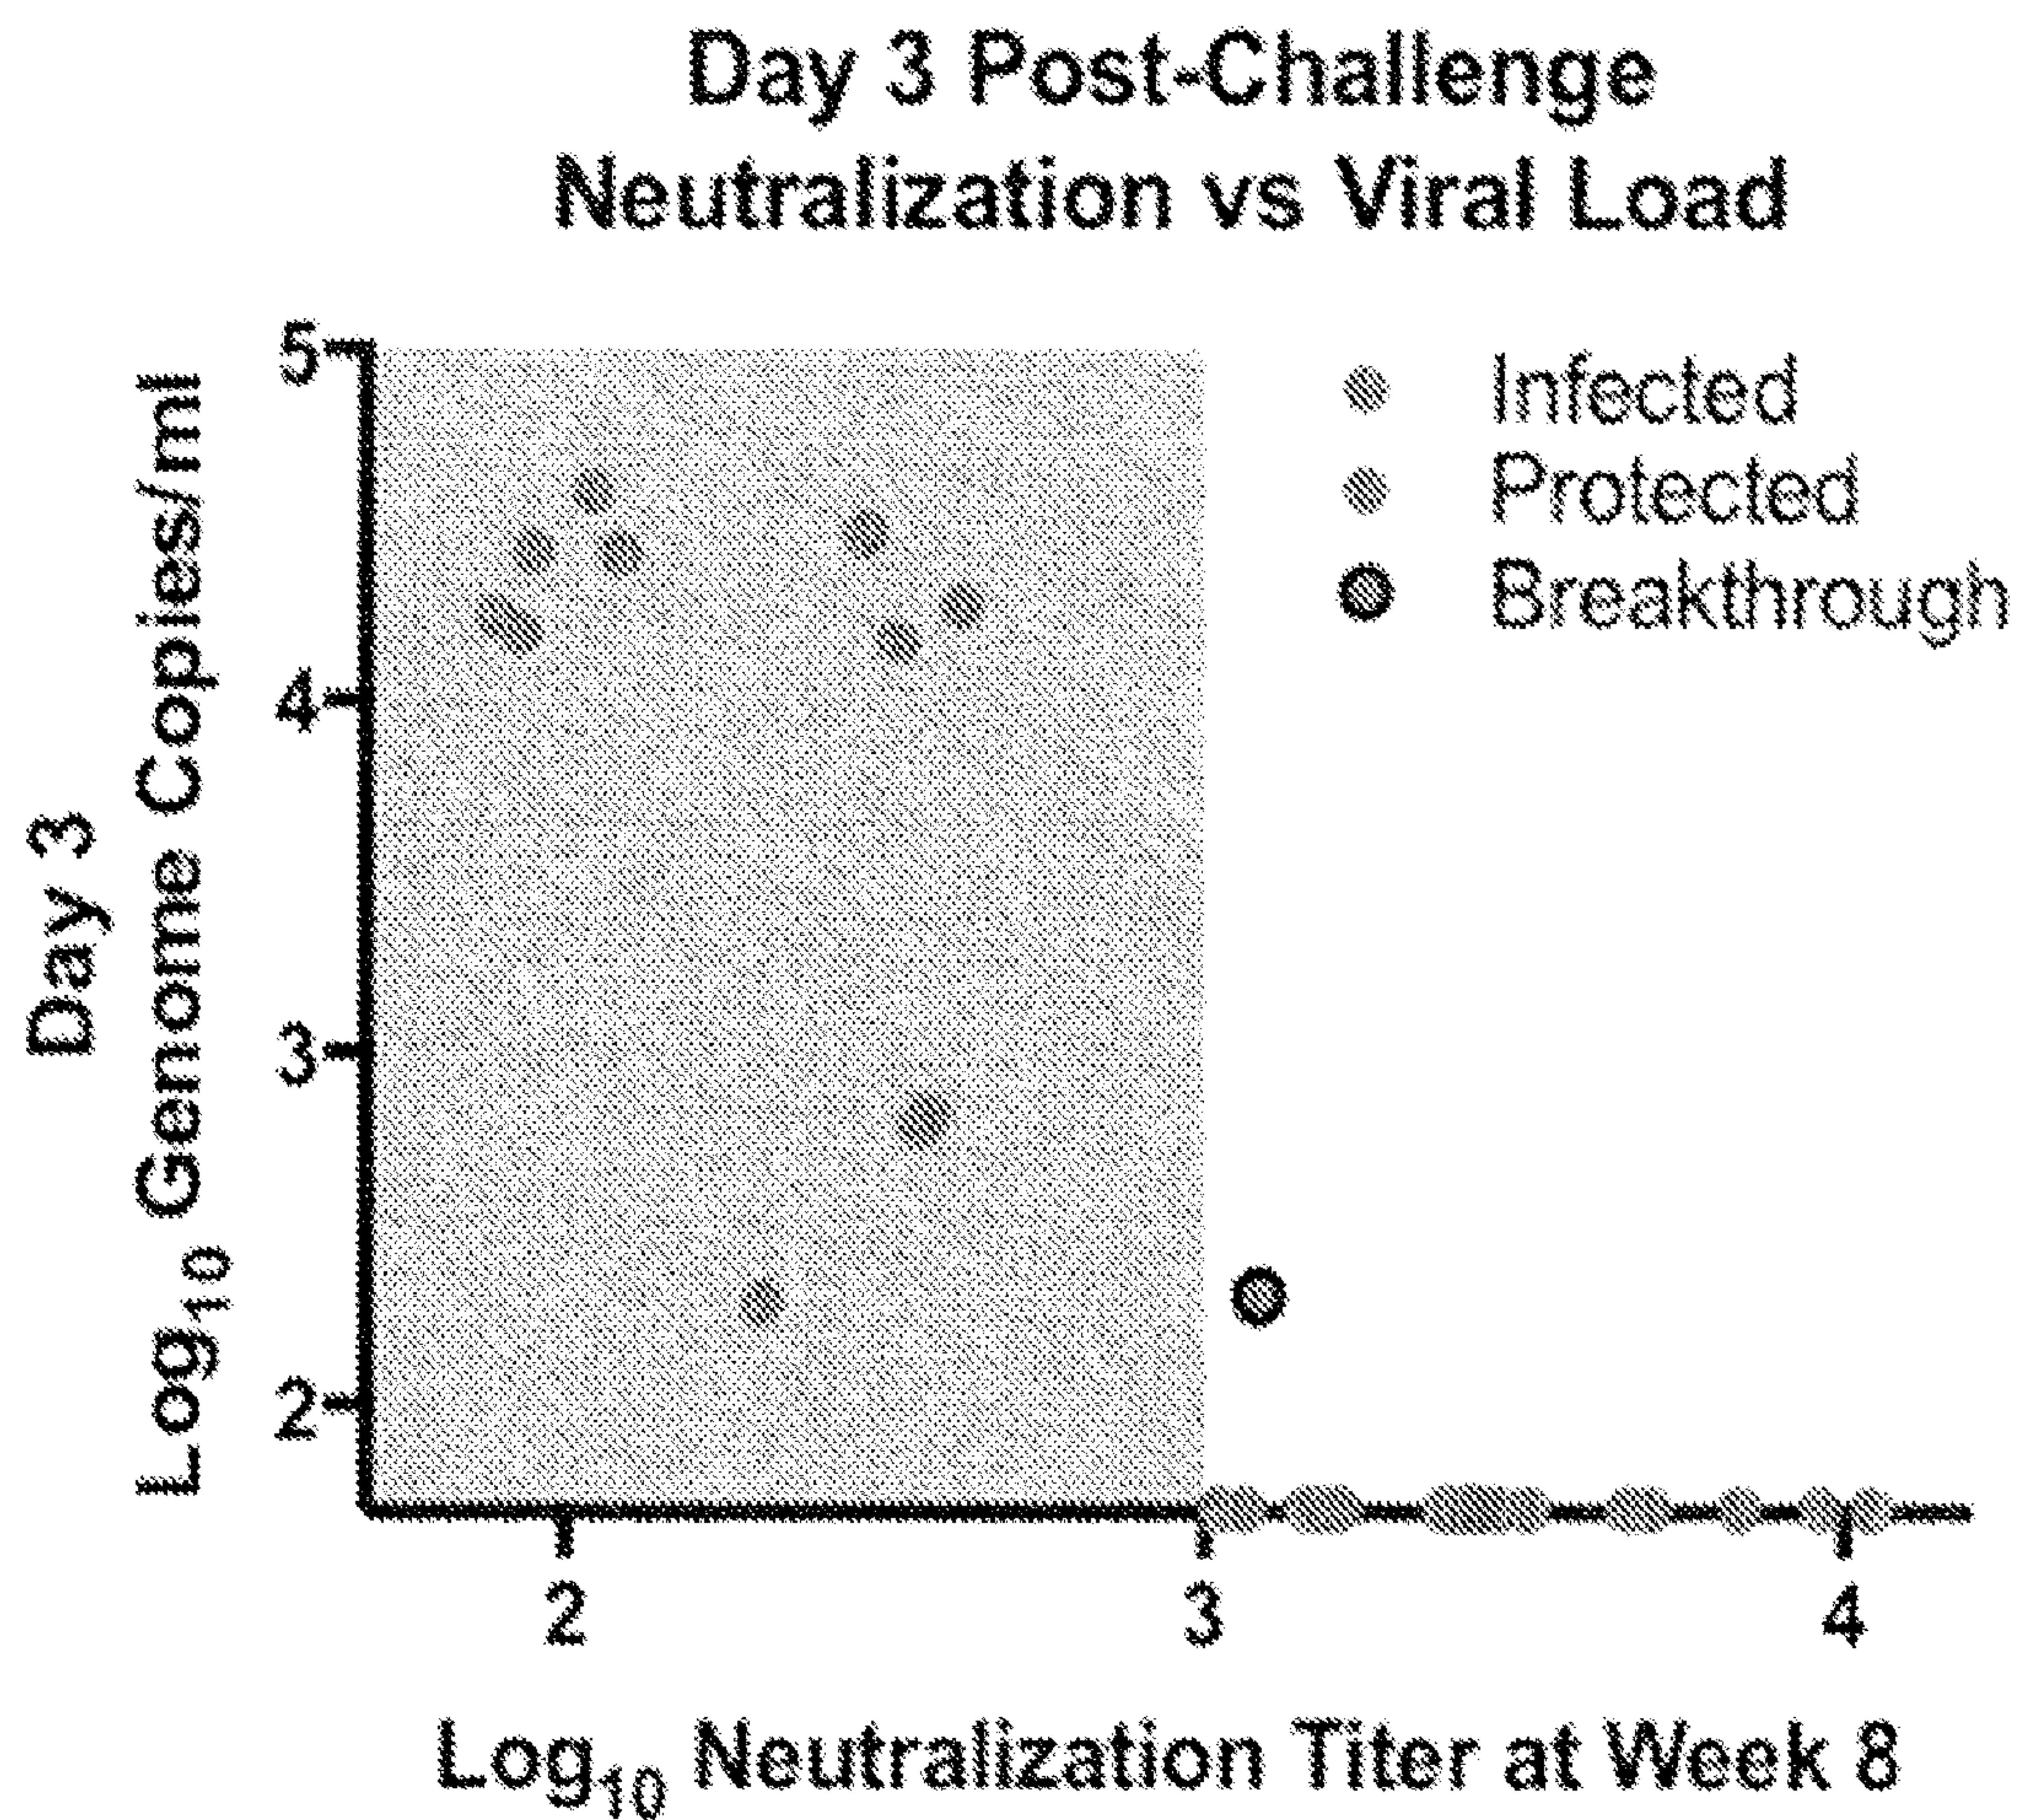 Day 3 Post-Challenge
Neutralization vs Viral Load
Day 3
Log10 Genome Copies/ml
5
4
3
2
Infected
Protected
Breakthrough
2 3 4
Log10 Neutralization Titer at Week 8